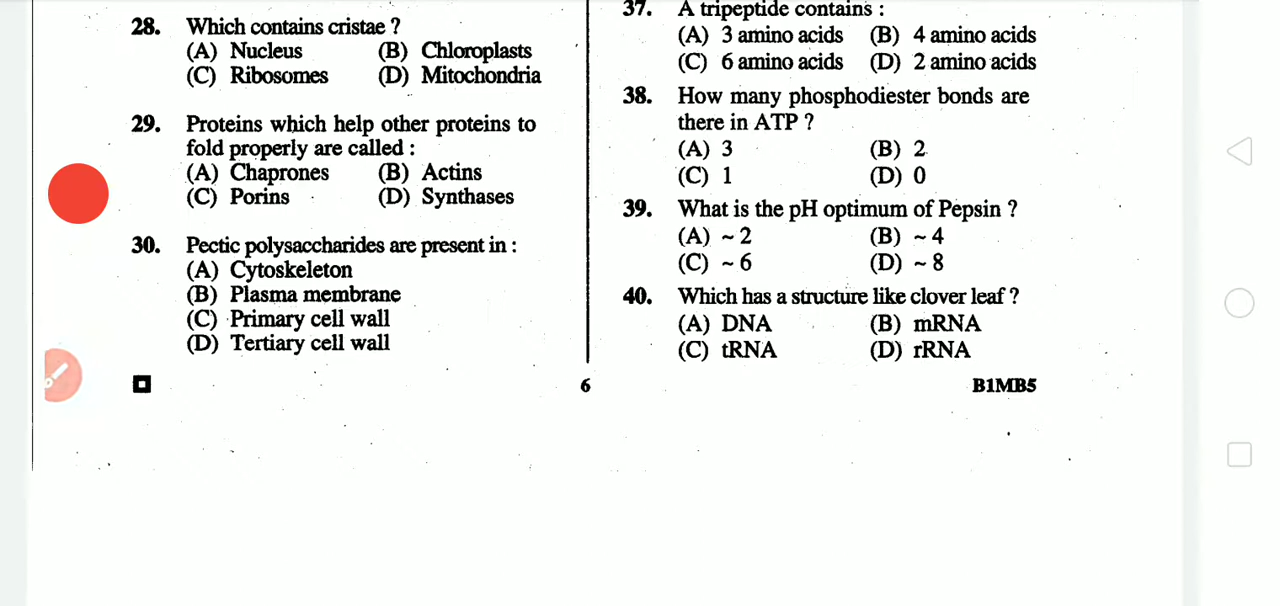 28. Which contains cristae ?
(A) Nucleus (B) Chloroplasts
(C) Ribosomes (D) Mitochondria
29. Proteins which help other proteins to
fold properly are called :
(A) Chaprones (B) Actins
(C) Porins (D) Synthases
30. Pectic polysaccharides are present in :
(A) Cytoskeleton
(B) Plasma membrane
(C) Primary cell wall
(D) Tertiary cell wall
37. A tripeptide contains :
(A) 3 amino acids (B) 4 amino acids
(C) 6 amino acids (D) 2 amino acids
38. How many phosphodiester bonds are
there in ATP ?
(A) 3 (B) 2
(C) 1 (D) 0
39. What is the pH optimum of Pepsin ?
(A) ~ 2 (B) ~ 4
(C) ~ 6 (D) ~ 8
40. Which has a structure like clover leaf ?
(A) DNA (B) mRNA
(C) tRNA (D) rRNA
6 B1MB5